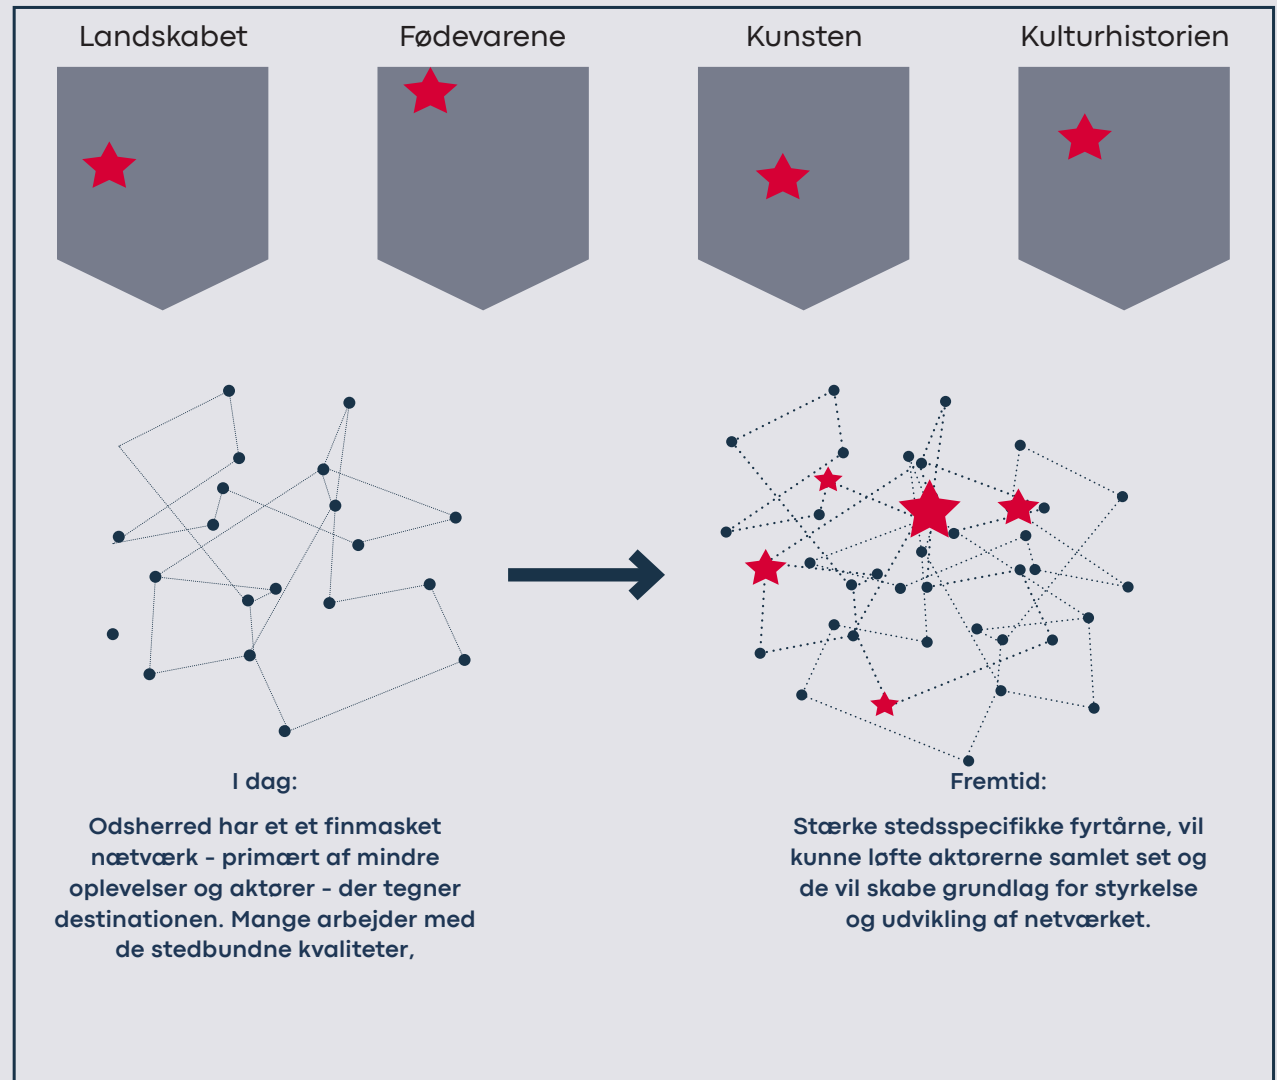 Landskabet
Fødevarene
Kunsten
Kulturhistorien
I dag:
Odsherred har et et finmasket
nætværk - primært af mindre
oplevelser og aktører - der tegner
destinationen. Mange arbejder med
de stedbundne kvaliteter,
Fremtid:
Stærke stedsspecifikke fyrtårne, vil
kunne løfte aktørerne samlet set og
de vil skabe grundlag for styrkelse
og udvikling af netværket.